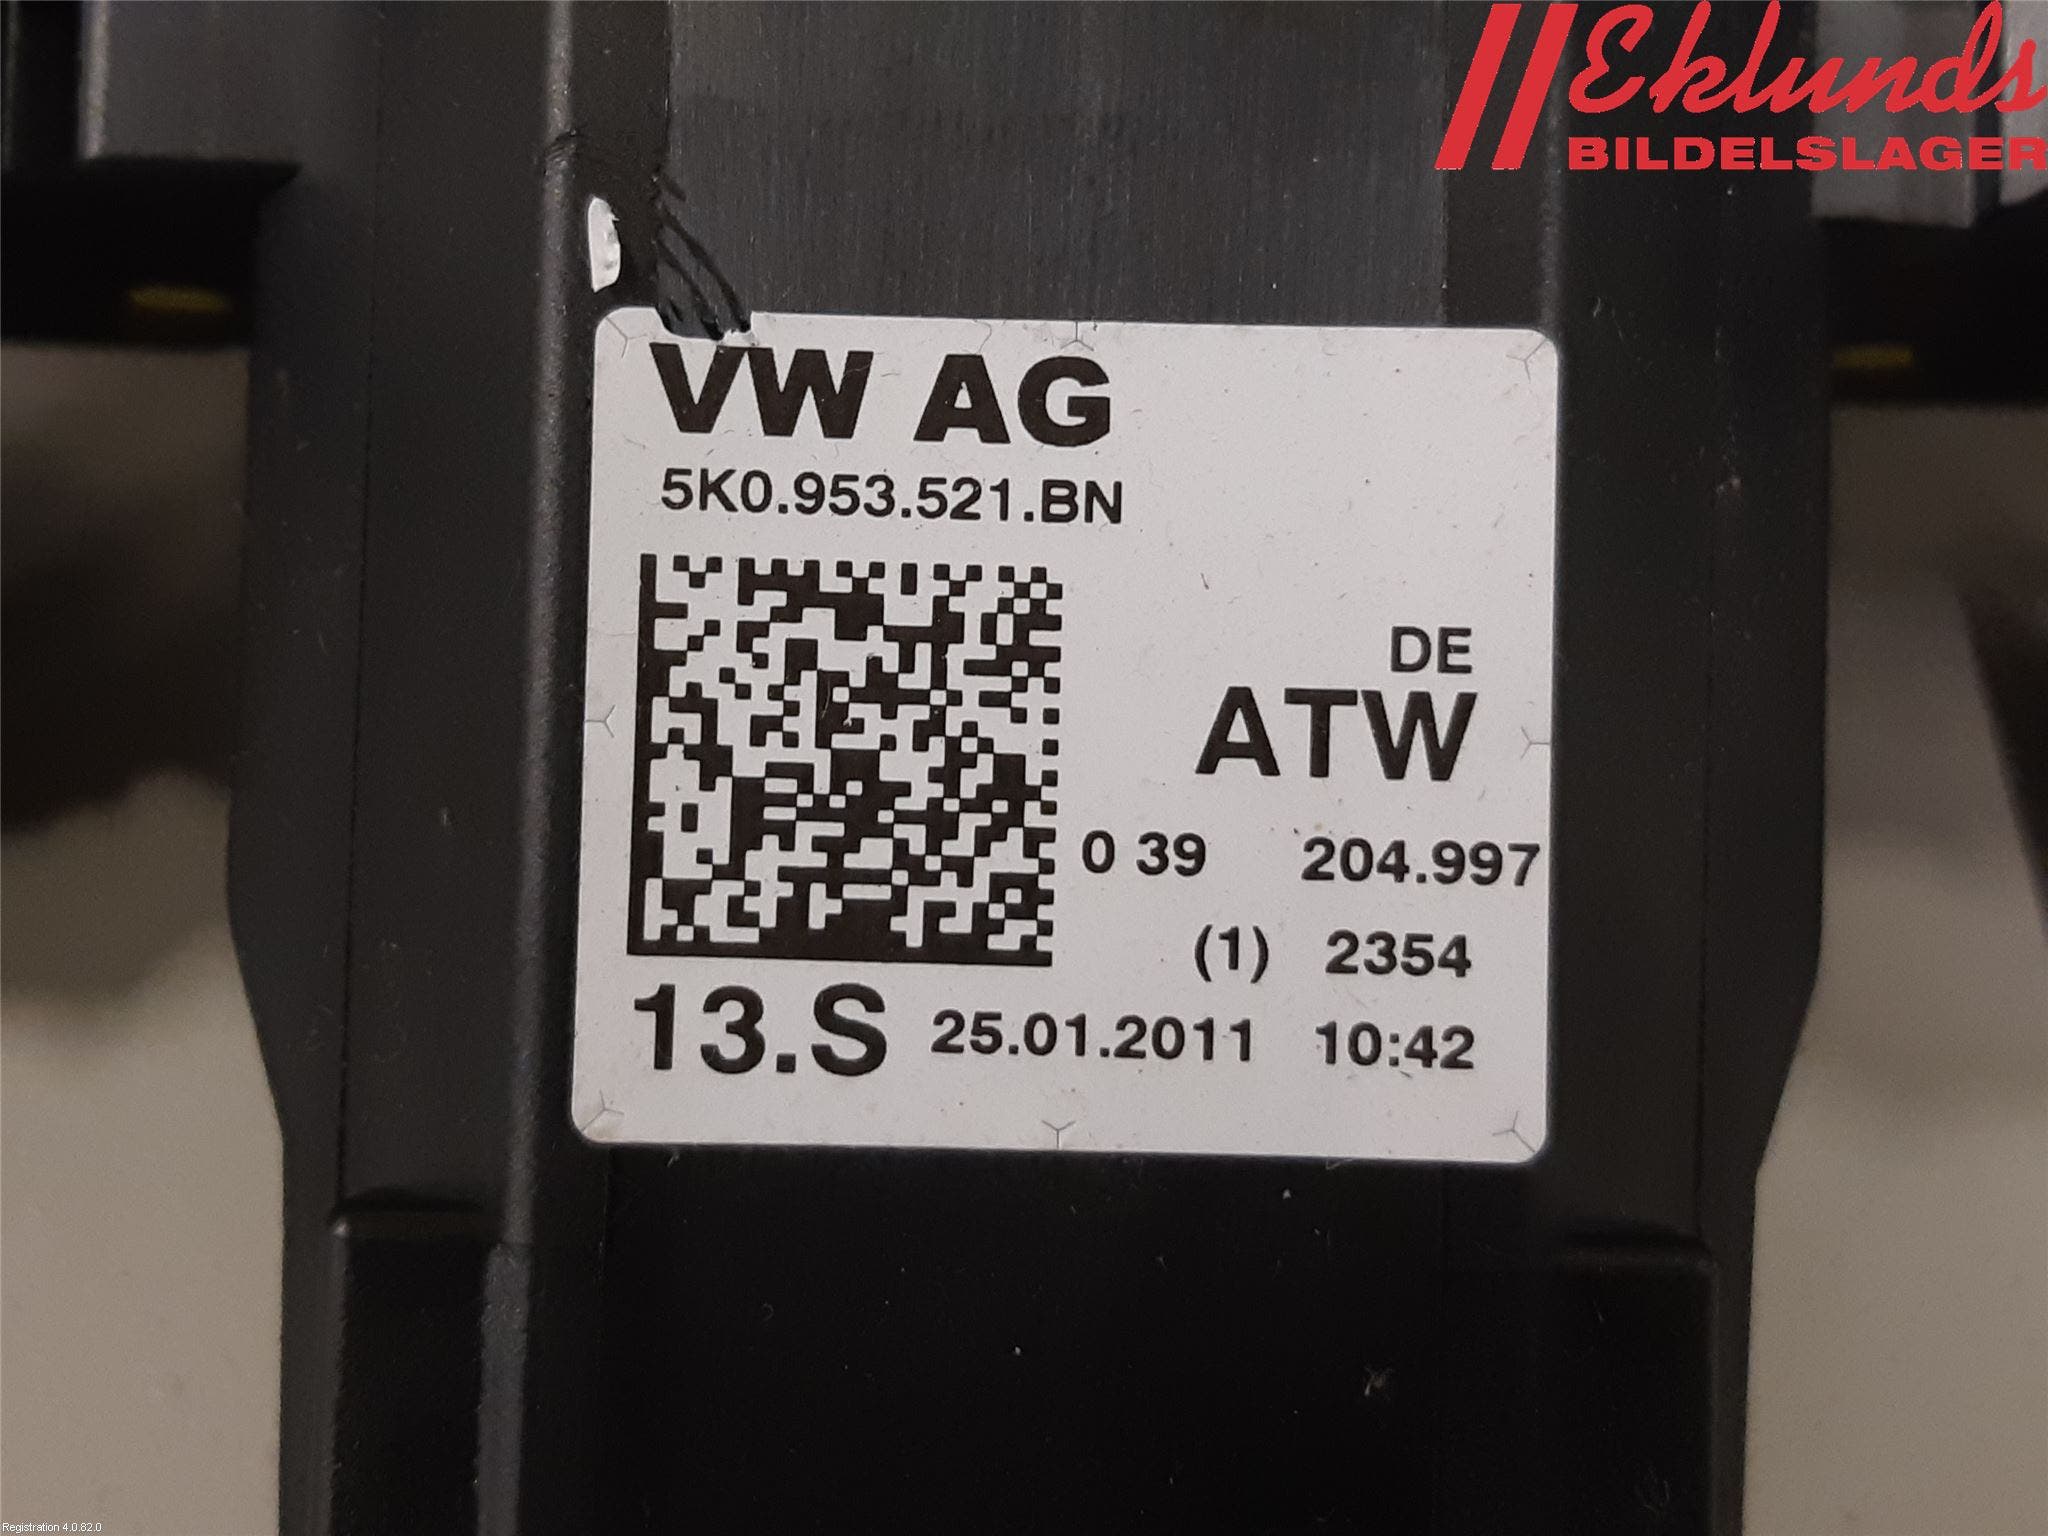 Eklunds
BILDELSLAGER
VW AG
5K0.953.521.BN
DE
ATW
0 39 204.997
(1) 2354
13.S 25.01.2011 10:42
Registration 4.0.82.0